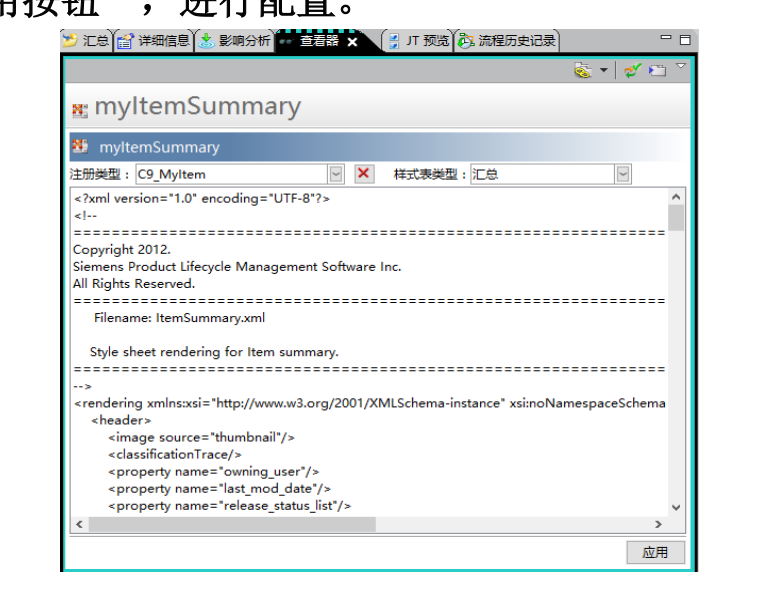 用按钮”，进行配置。
汇总 详细信息 影响分析 查看器 JT 预览 流程历史记录
myItemSummary
myItemSummary
注册类型： C9_MyItem 样式表类型： 汇总
<?xml version="1.0" encoding="UTF-8"?>
<!--
================================================================
Copyright 2012.
Siemens Product Lifecycle Management Software Inc.
All Rights Reserved.
================================================================
Filename: ItemSummary.xml
Style sheet rendering for Item summary.
================================================================
-->
<rendering xmlns:xsi="http://www.w3.org/2001/XMLSchema-instance" xsi:noNamespaceSchema
<header>
<image source="thumbnail"/>
<classificationTrace/>
<property name="owning_user"/>
<property name="last_mod_date"/>
<property name="release_status_list"/>
应用